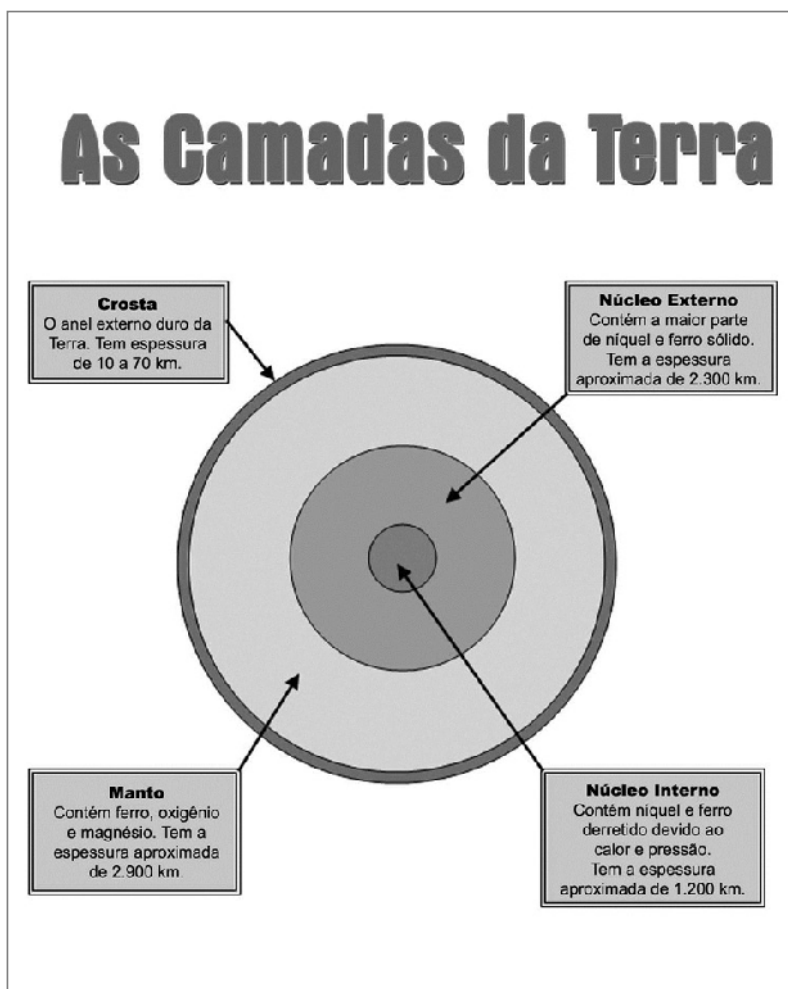 As Camadas da Terra
Crosta
O anel externo duro da
Terra. Tem espessura
de 10 a 70 km.
Núcleo Externo
Contém a maior parte
de níquel e ferro sólido.
Tem a espessura
aproximada de 2.300 km.
Manto
Contém ferro, oxigênio
e magnésio. Tem a
espessura aproximada
de 2.900 km.
Núcleo Interno
Contém níquel e ferro
derretido devido ao
calor e pressão.
Tem a espessura
aproximada de 1.200 km.